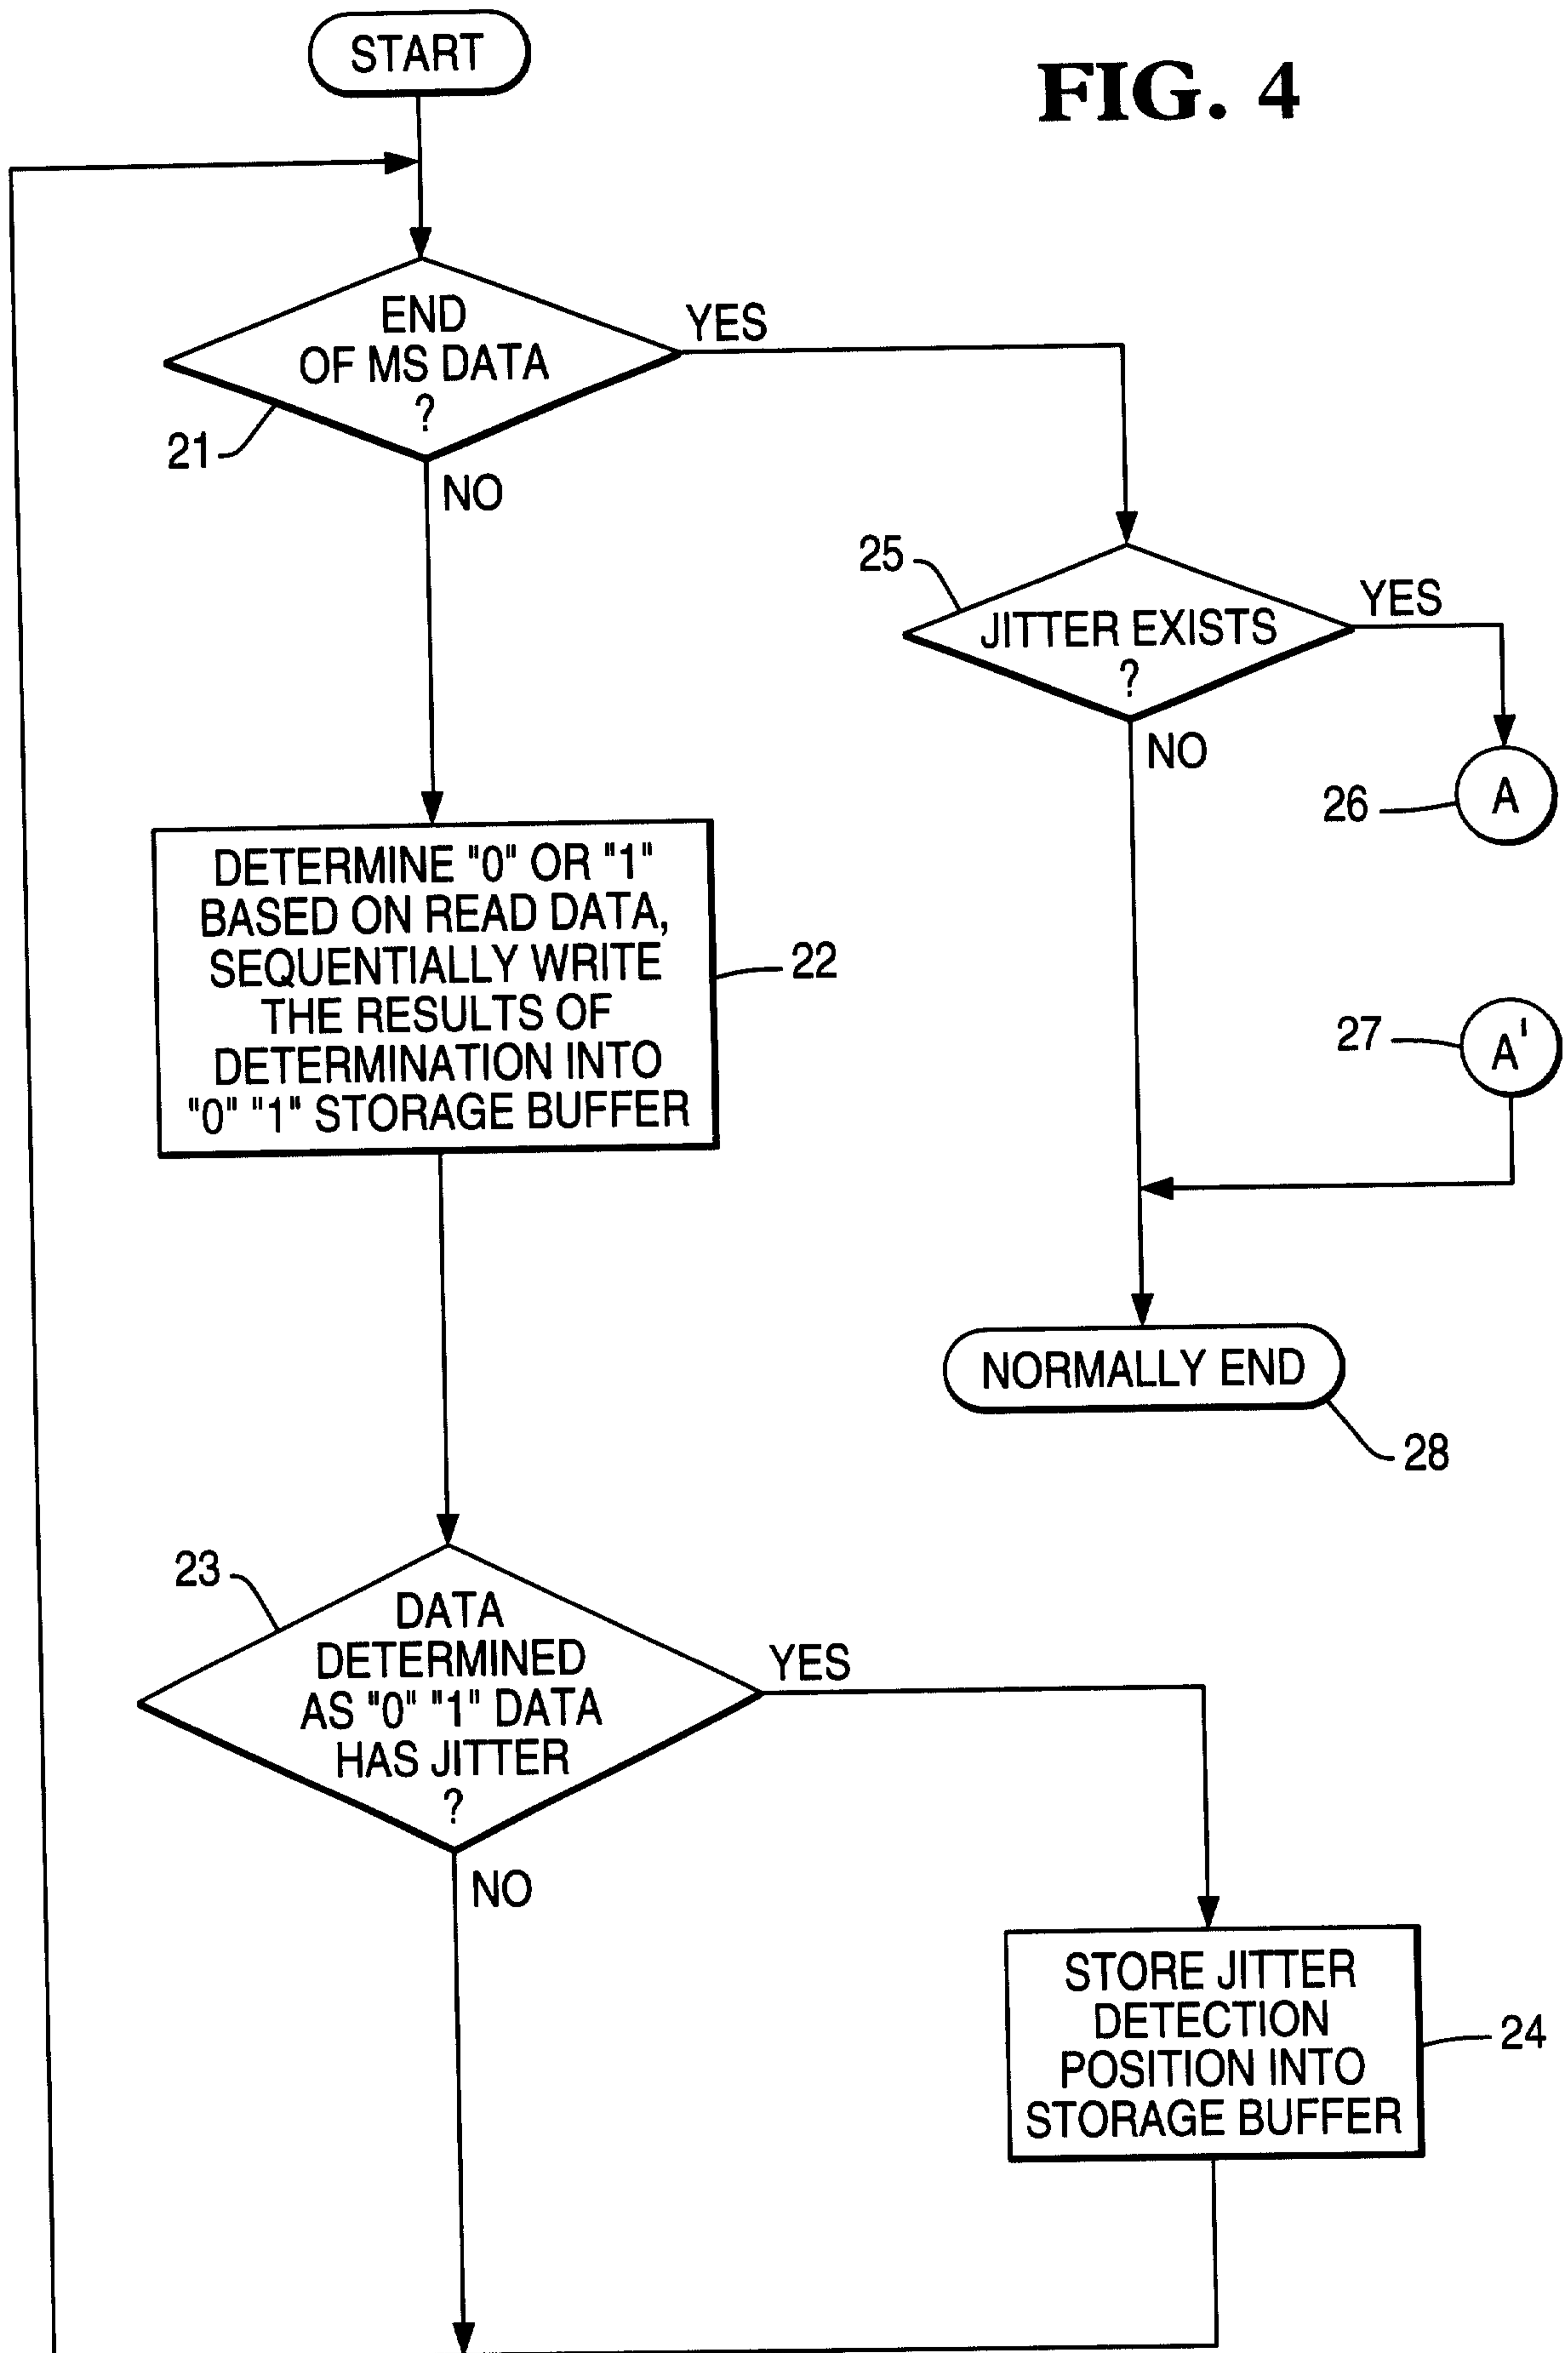 START
FIG. 4
END
OF MS DATA
?
YES
21
NO
25
JITTER EXISTS
?
YES
NO
26
A
DETERMINE "0" OR "1"
BASED ON READ DATA,
SEQUENTIALLY WRITE
THE RESULTS OF
DETERMINATION INTO
"0" "1" STORAGE BUFFER
22
27
A'
NORMALLY END
28
23
DATA
DETERMINED
AS "0" "1" DATA
HAS JITTER
?
YES
NO
STORE JITTER
DETECTION
POSITION INTO
STORAGE BUFFER
24